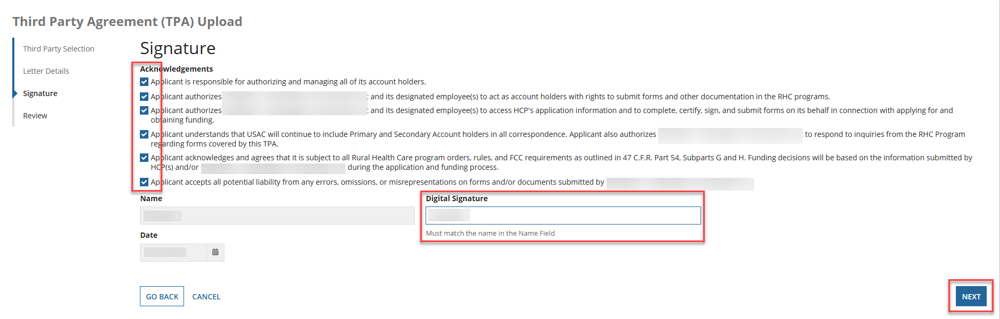 Third Party Agreement (TPA) Upload
Third Party Selection
Letter Details
Signature
Review
Signature
Acknowledgements
Applicant is responsible for authorizing and managing all of its account holders.
Applicant authorizes and its designated employee(s) to act as account holders with rights to submit forms and other documentation in the RHC programs.
Applicant authorizes and its designated employee(s) to access HCP's application information and to complete, certify, sign, and submit forms on its behalf in connection with applying for and
obtaining funding.
Applicant understands that USAC will continue to include Primary and Secondary Account holders in all correspondence. Applicant also authorizes to respond to inquiries from the RHC Program
regarding forms covered by this TPA.
Applicant acknowledges and agrees that it is subject to all Rural Health Care program orders, rules, and FCC requirements as outlined in 47 C.F.R. Part 54, Subparts G and H. Funding decisions will be based on the information submitted by
HCP(s) and/or during the application and funding process.
Applicant accepts all potential liability from any errors, omissions, or misrepresentations on forms and/or documents submitted by
Name
Digital Signature
Must match the name in the Name Field
Date
GO BACK
CANCEL
NEXT